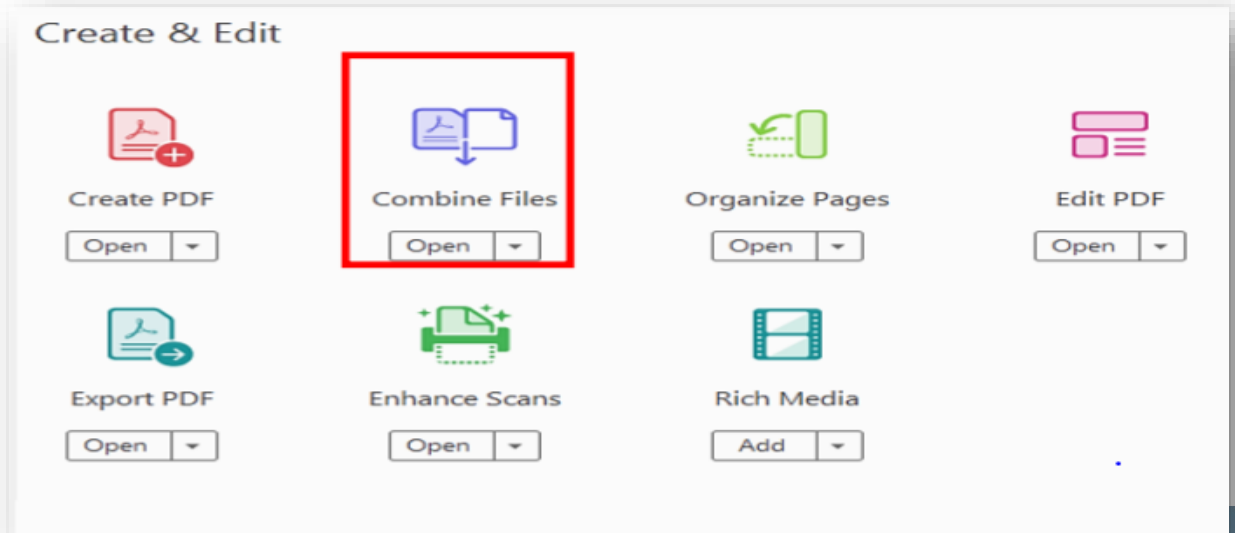 Create & Edit
Create PDF
Combine Files
Organize Pages
Edit PDF
Open
Open
Open
Open
Export PDF
Enhance Scans
Rich Media
Open
Open
Add